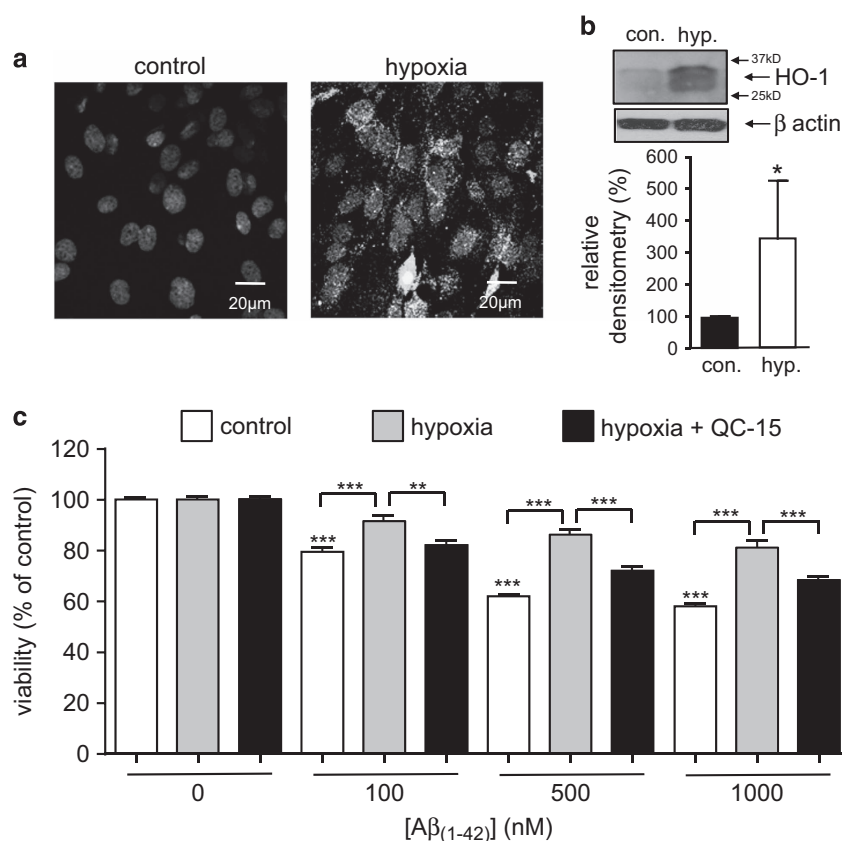 a
control
hypoxia
20μm
20μm
b
con. hyp.
37kD
HO-1
25kD
β actin
600
500
400
300
200
100
0
relative densitometry (%)
*
con. hyp.
c
control
hypoxia
hypoxia + QC-15
120
100
80
60
40
20
0
viability (% of control)
*** **
***
*** ***
***
*** ***
***
0 100 500 1000
[Aβ(1-42)] (nM)